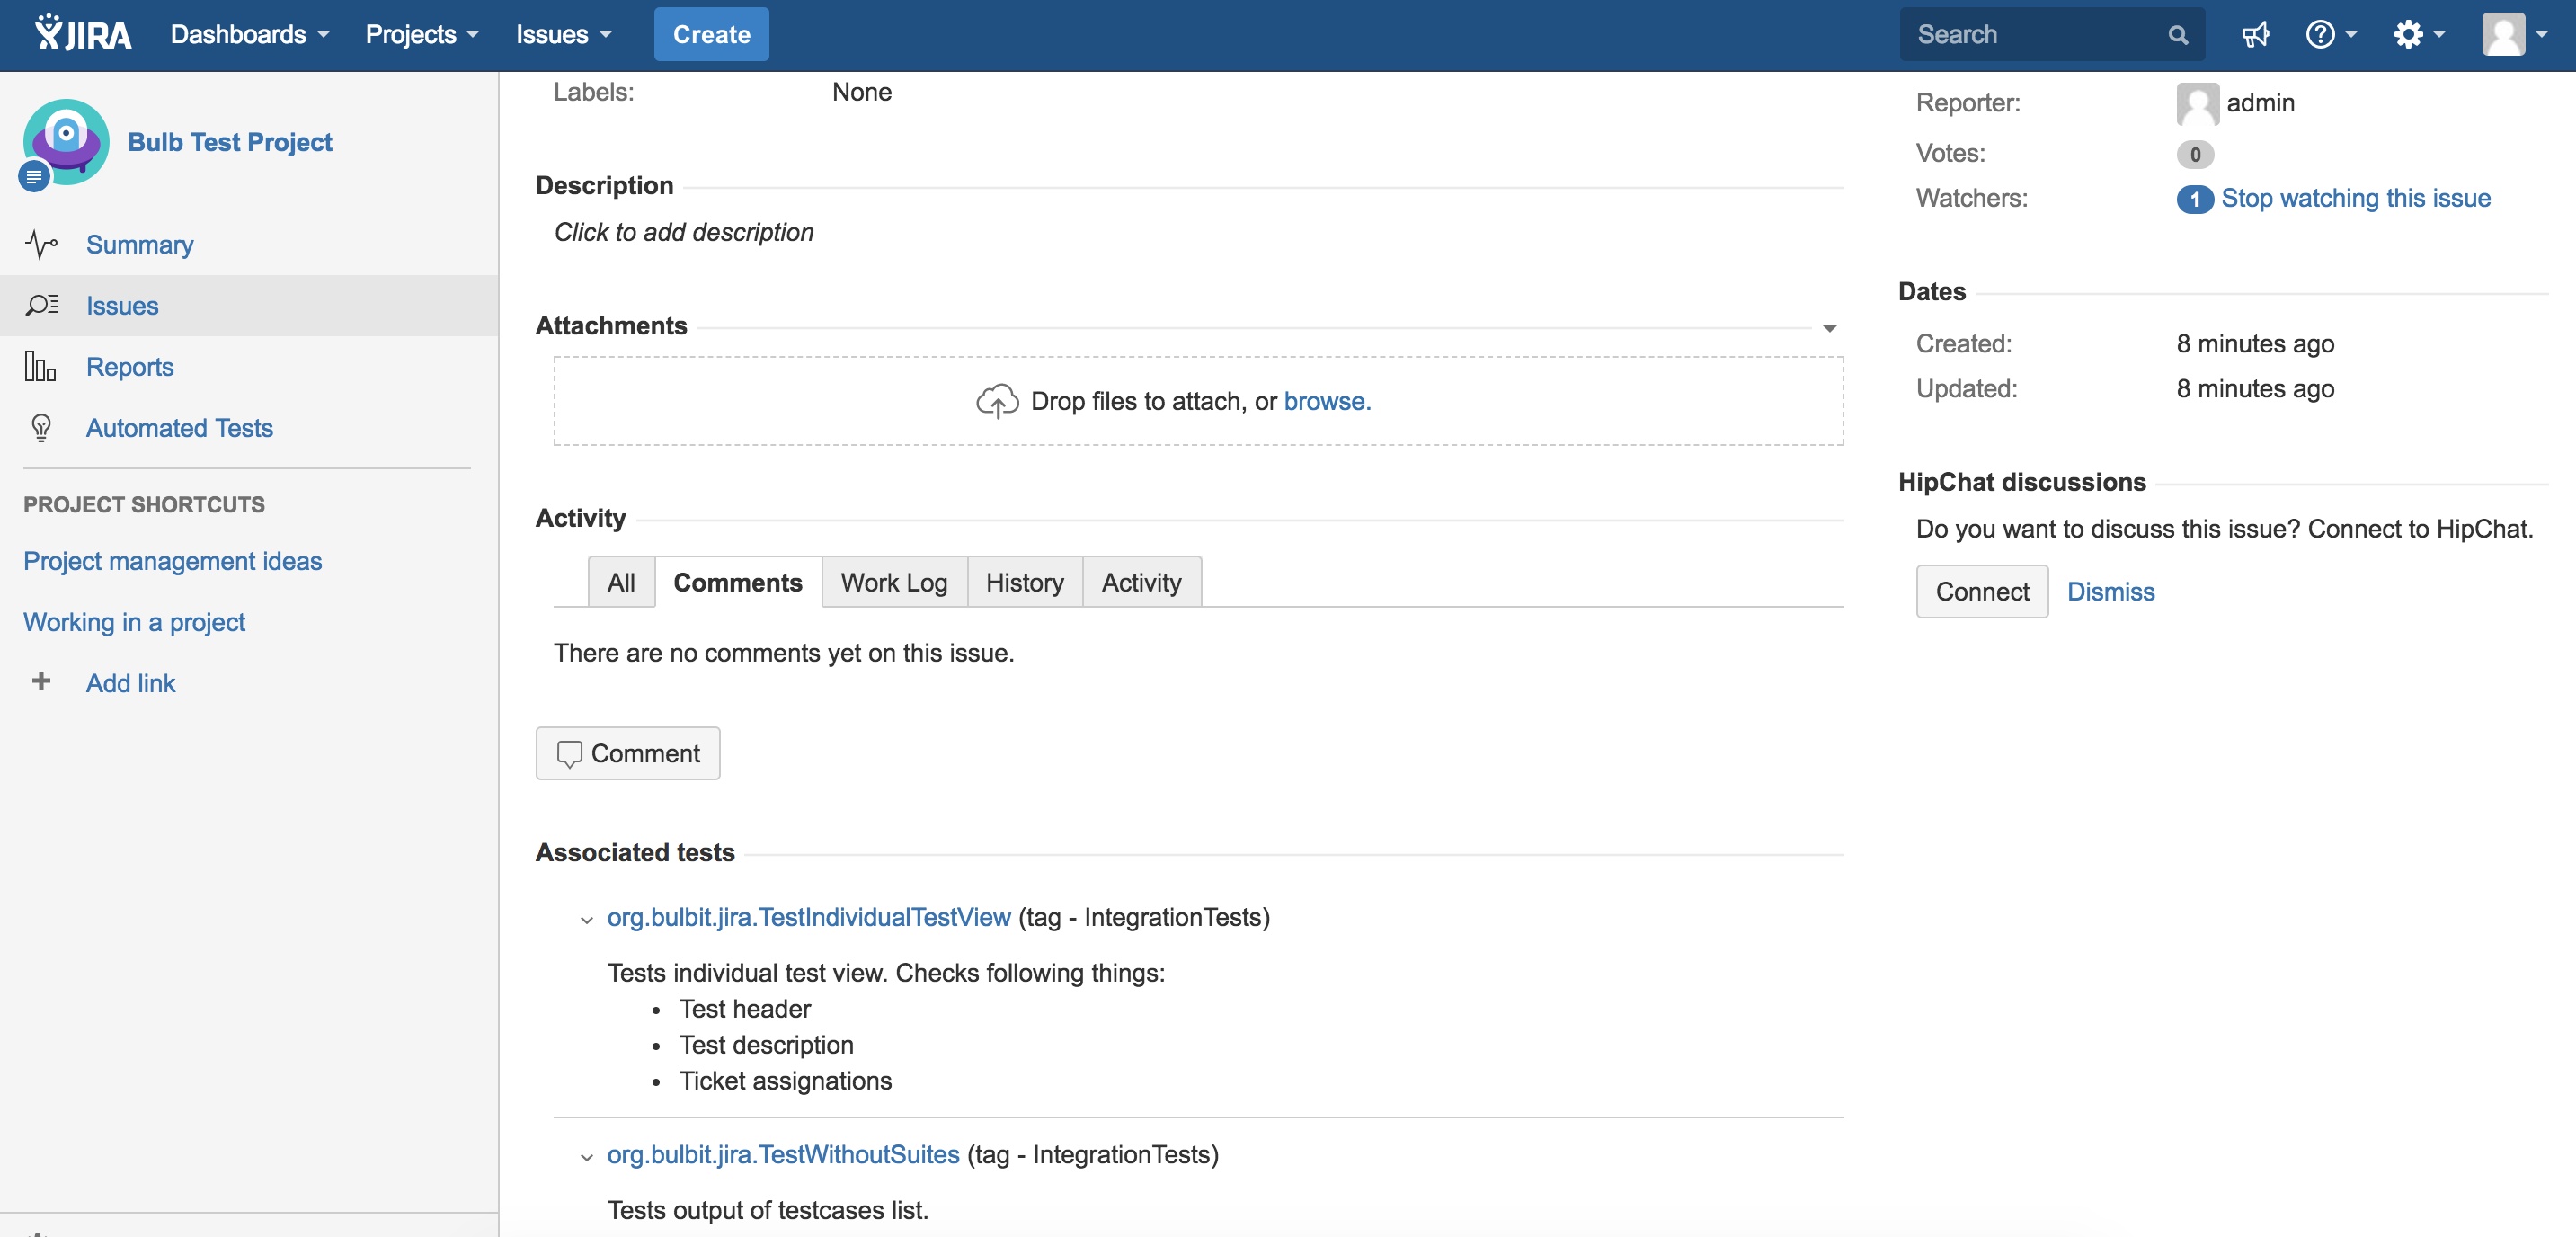 JIRA Dashboards Projects Issues Create Search
Bulb Test Project
Summary
Issues
Reports
Automated Tests
PROJECT SHORTCUTS
Project management ideas
Working in a project
Add link
Labels: None
Description
Click to add description
Attachments
Drop files to attach, or browse.
Activity
All Comments Work Log History Activity
There are no comments yet on this issue.
Comment
Associated tests
org.bulbit.jira.TestIndividualTestView (tag - IntegrationTests)
Tests individual test view. Checks following things:
• Test header
• Test description
• Ticket assignations
org.bulbit.jira.TestWithoutSuites (tag - IntegrationTests)
Tests output of testcases list.
Reporter: admin
Votes: 0
Watchers: 1 Stop watching this issue
Dates
Created: 8 minutes ago
Updated: 8 minutes ago
HipChat discussions
Do you want to discuss this issue? Connect to HipChat.
Connect Dismiss